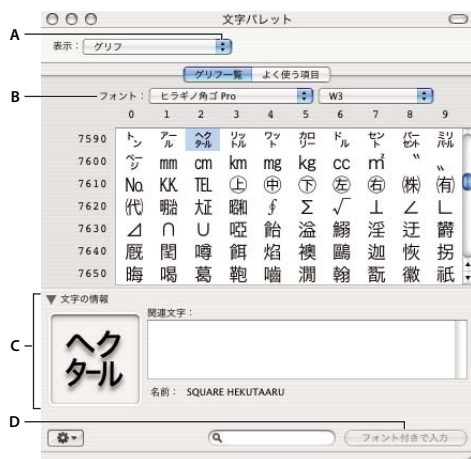 文字パレット
A
表示： グリフ
グリフ一覧 よく使う項目
B
フォント： ヒラギノ角ゴ Pro W3
0 1 2 3 4 5 6 7 8 9
7590 ㌧ ㌃ ㌶ ㍑ ㍗ ㌍ ㌦ ㌣ ㌫ ㍊
7600 ㌻ ㎜ ㎝ ㎞ ㎎ ㎏ ㏄ ㎡ 〝 〟
7610 № ㏍ ℡ ㊤ ㊥ ㊦ ㊧ ㊨ ㈱ ㈲
7620 ㈹ ㍾ ㍽ ㍼ ∮ ∑ √ ⊥ ∠ ∟
7630 ⊿ ∩ ∪ 啞 飴 溢 鰯 淫 迂 欝
7640 厩 閏 噂 餌 焰 襖 鷗 迦 恢 拐
7650 晦 喝 葛 鞄 嚙 澗 翰 翫 徽 祇
文字の情報
C
関連文字：
ヘクタール
名前： SQUARE HEKUTAARU
D
フォント付きで入力